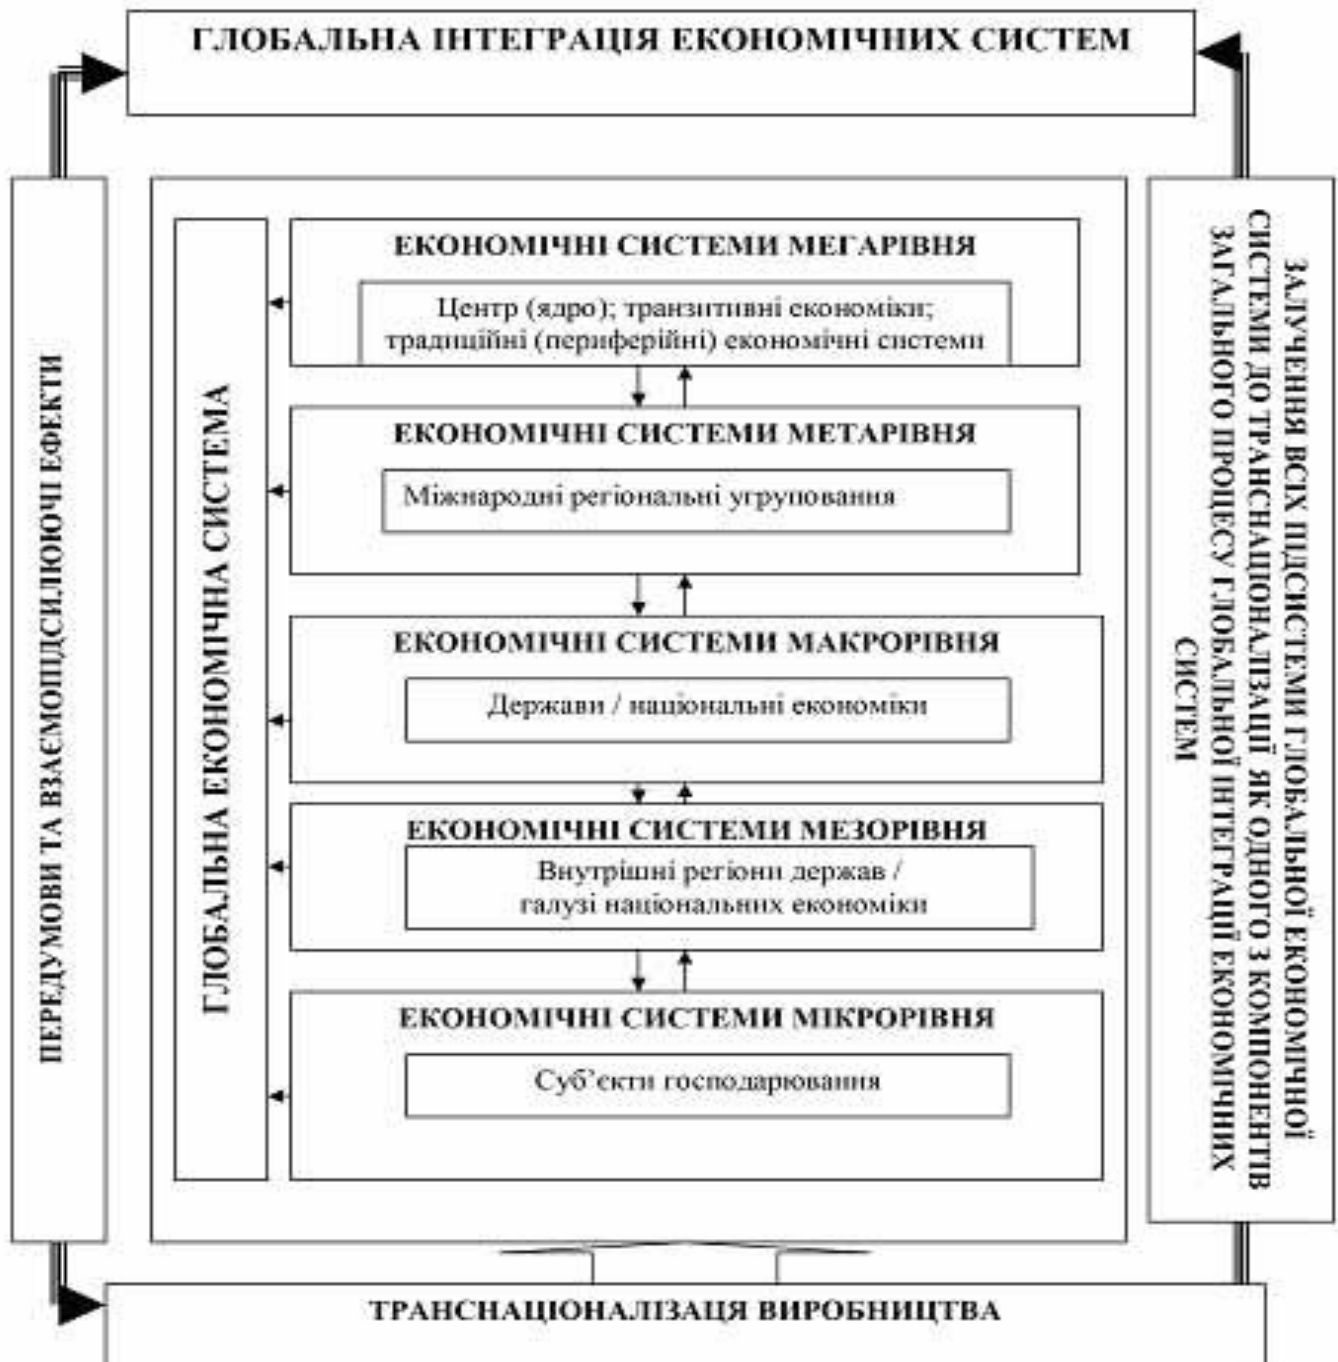 ГЛОБАЛЬНА ІНТЕГРАЦІЯ ЕКОНОМІЧНИХ СИСТЕМ
ПЕРЕДУМОВИ ТА ВЗАЄМОПІДСИЛЮЮЧІ ЕФЕКТИ
ГЛОБАЛЬНА ЕКОНОМІЧНА СИСТЕМА
ЕКОНОМІЧНІ СИСТЕМИ МЕГАРІВНЯ
Центр (ядро); транзитивні економіки;
традиційні (периферійні) економічні системи
ЕКОНОМІЧНІ СИСТЕМИ МЕТАРІВНЯ
Міжнародні регіональні угруповання
ЕКОНОМІЧНІ СИСТЕМИ МАКРОРІВНЯ
Держави / національні економіки
ЕКОНОМІЧНІ СИСТЕМИ МЕЗОРІВНЯ
Внутрішні регіони держав /
галузі національних економіки
ЕКОНОМІЧНІ СИСТЕМИ МІКРОРІВНЯ
Суб’єкти господарювання
ЗАЛУЧЕННЯ ВСІХ ПІДСИСТЕМИ ГЛОБАЛЬНОЇ ЕКОНОМІЧНОЇ
СИСТЕМИ ДО ТРАНСНАЦІОНАЛІЗАЦІЇ ЯК ОДНОГО З КОМПОНЕНТІВ
ЗАГАЛЬНОГО ПРОЦЕСУ ГЛОБАЛЬНОЇ ІНТЕГРАЦІЇ ЕКОНОМІЧНИХ
СИСТЕМ
ТРАНСНАЦІОНАЛІЗАЦЯ ВИРОБНИЦТВА